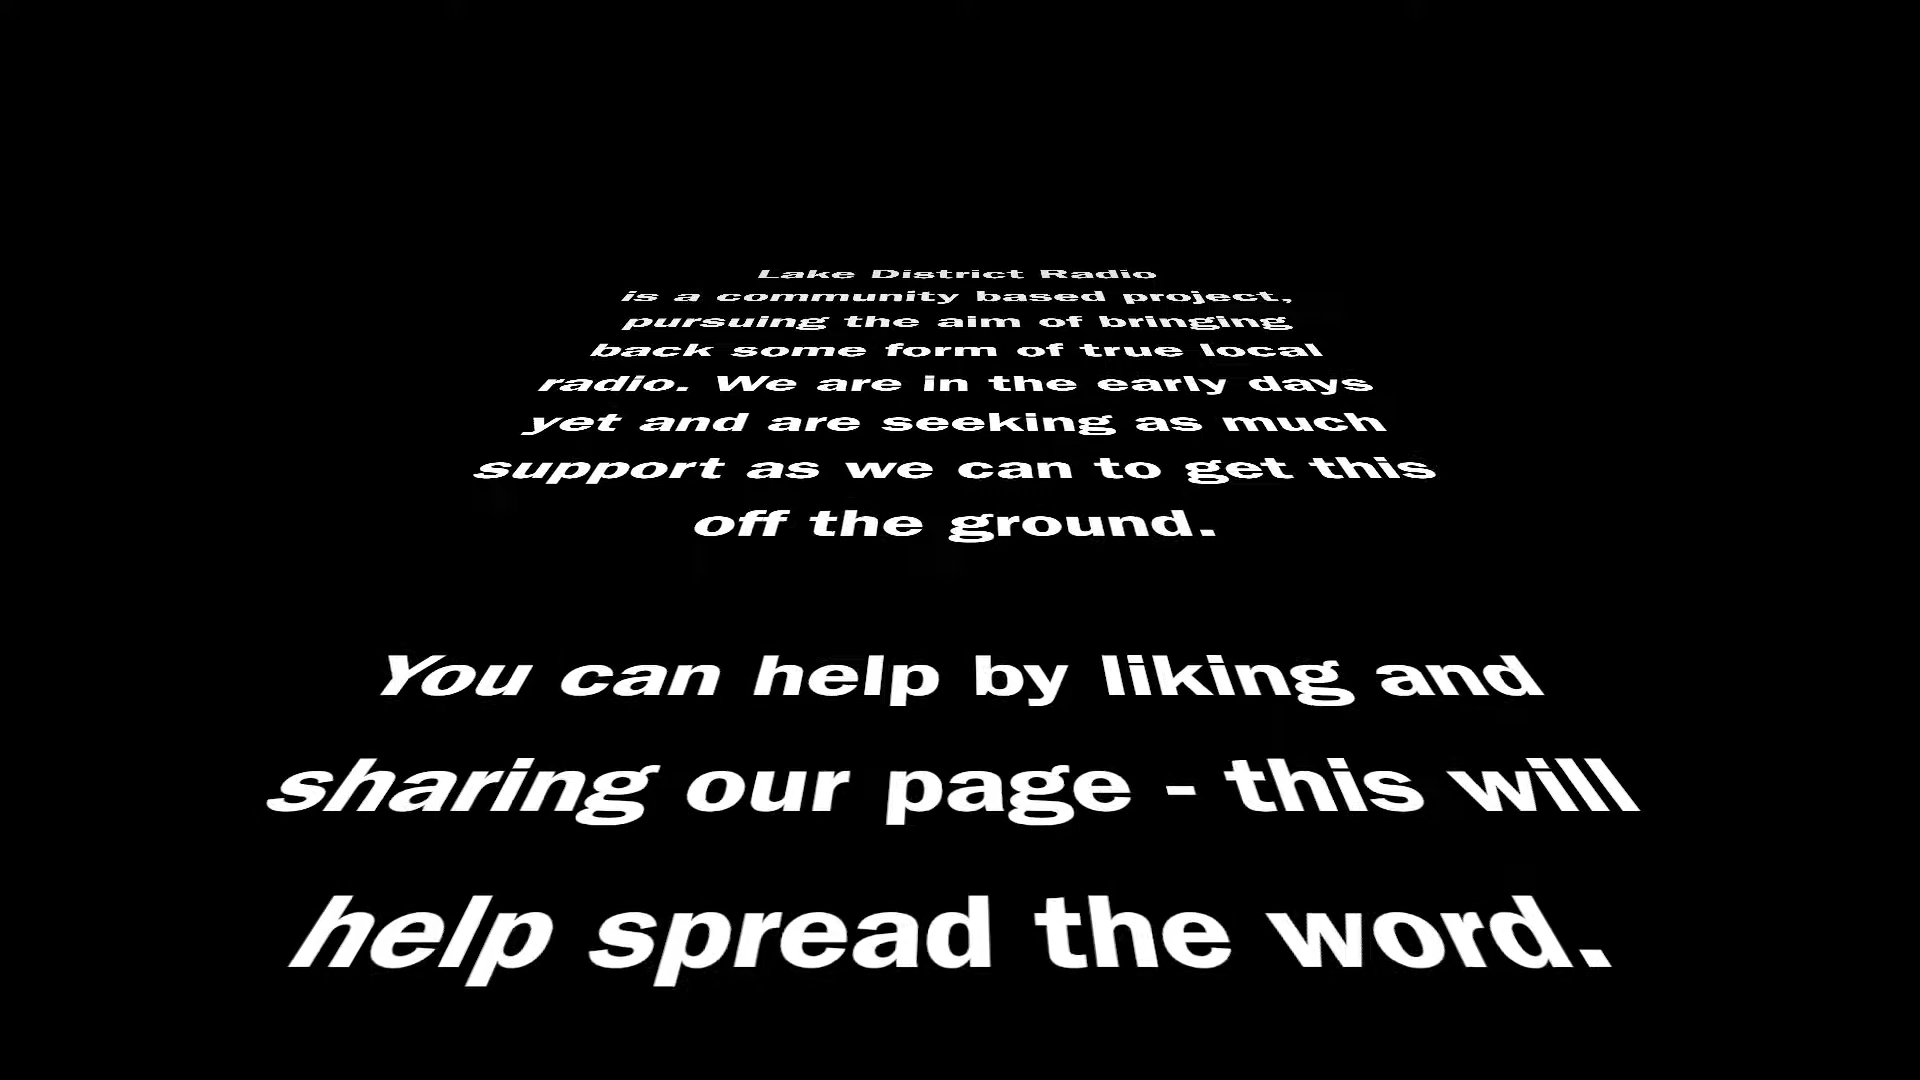 Lake District Radio
is a community based project,
pursuing the aim of bringing
back some form of true local
radio. We are in the early days
yet and are seeking as much
support as we can to get this
off the ground.
You can help by liking and
sharing our page - this will
help spread the word.